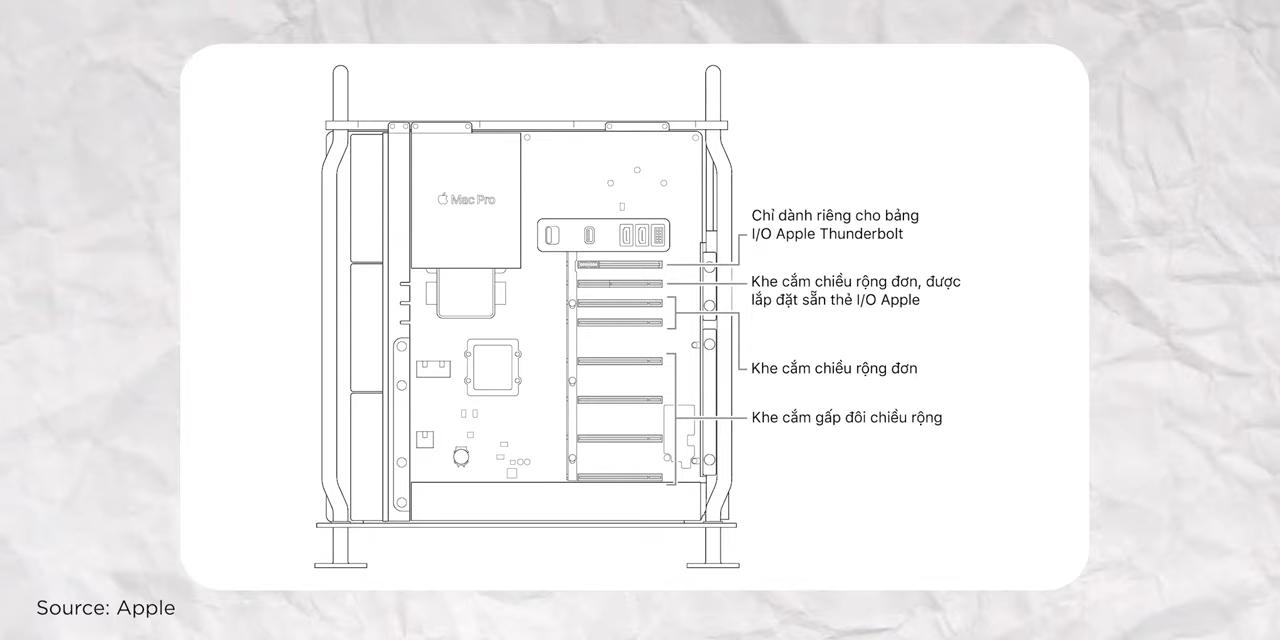 Mac Pro
Chỉ dành riêng cho bảng
I/O Apple Thunderbolt
Khe cắm chiều rộng đơn, được
lắp đặt sẵn thẻ I/O Apple
Khe cắm chiều rộng đơn
Khe cắm gấp đôi chiều rộng
Source: Apple